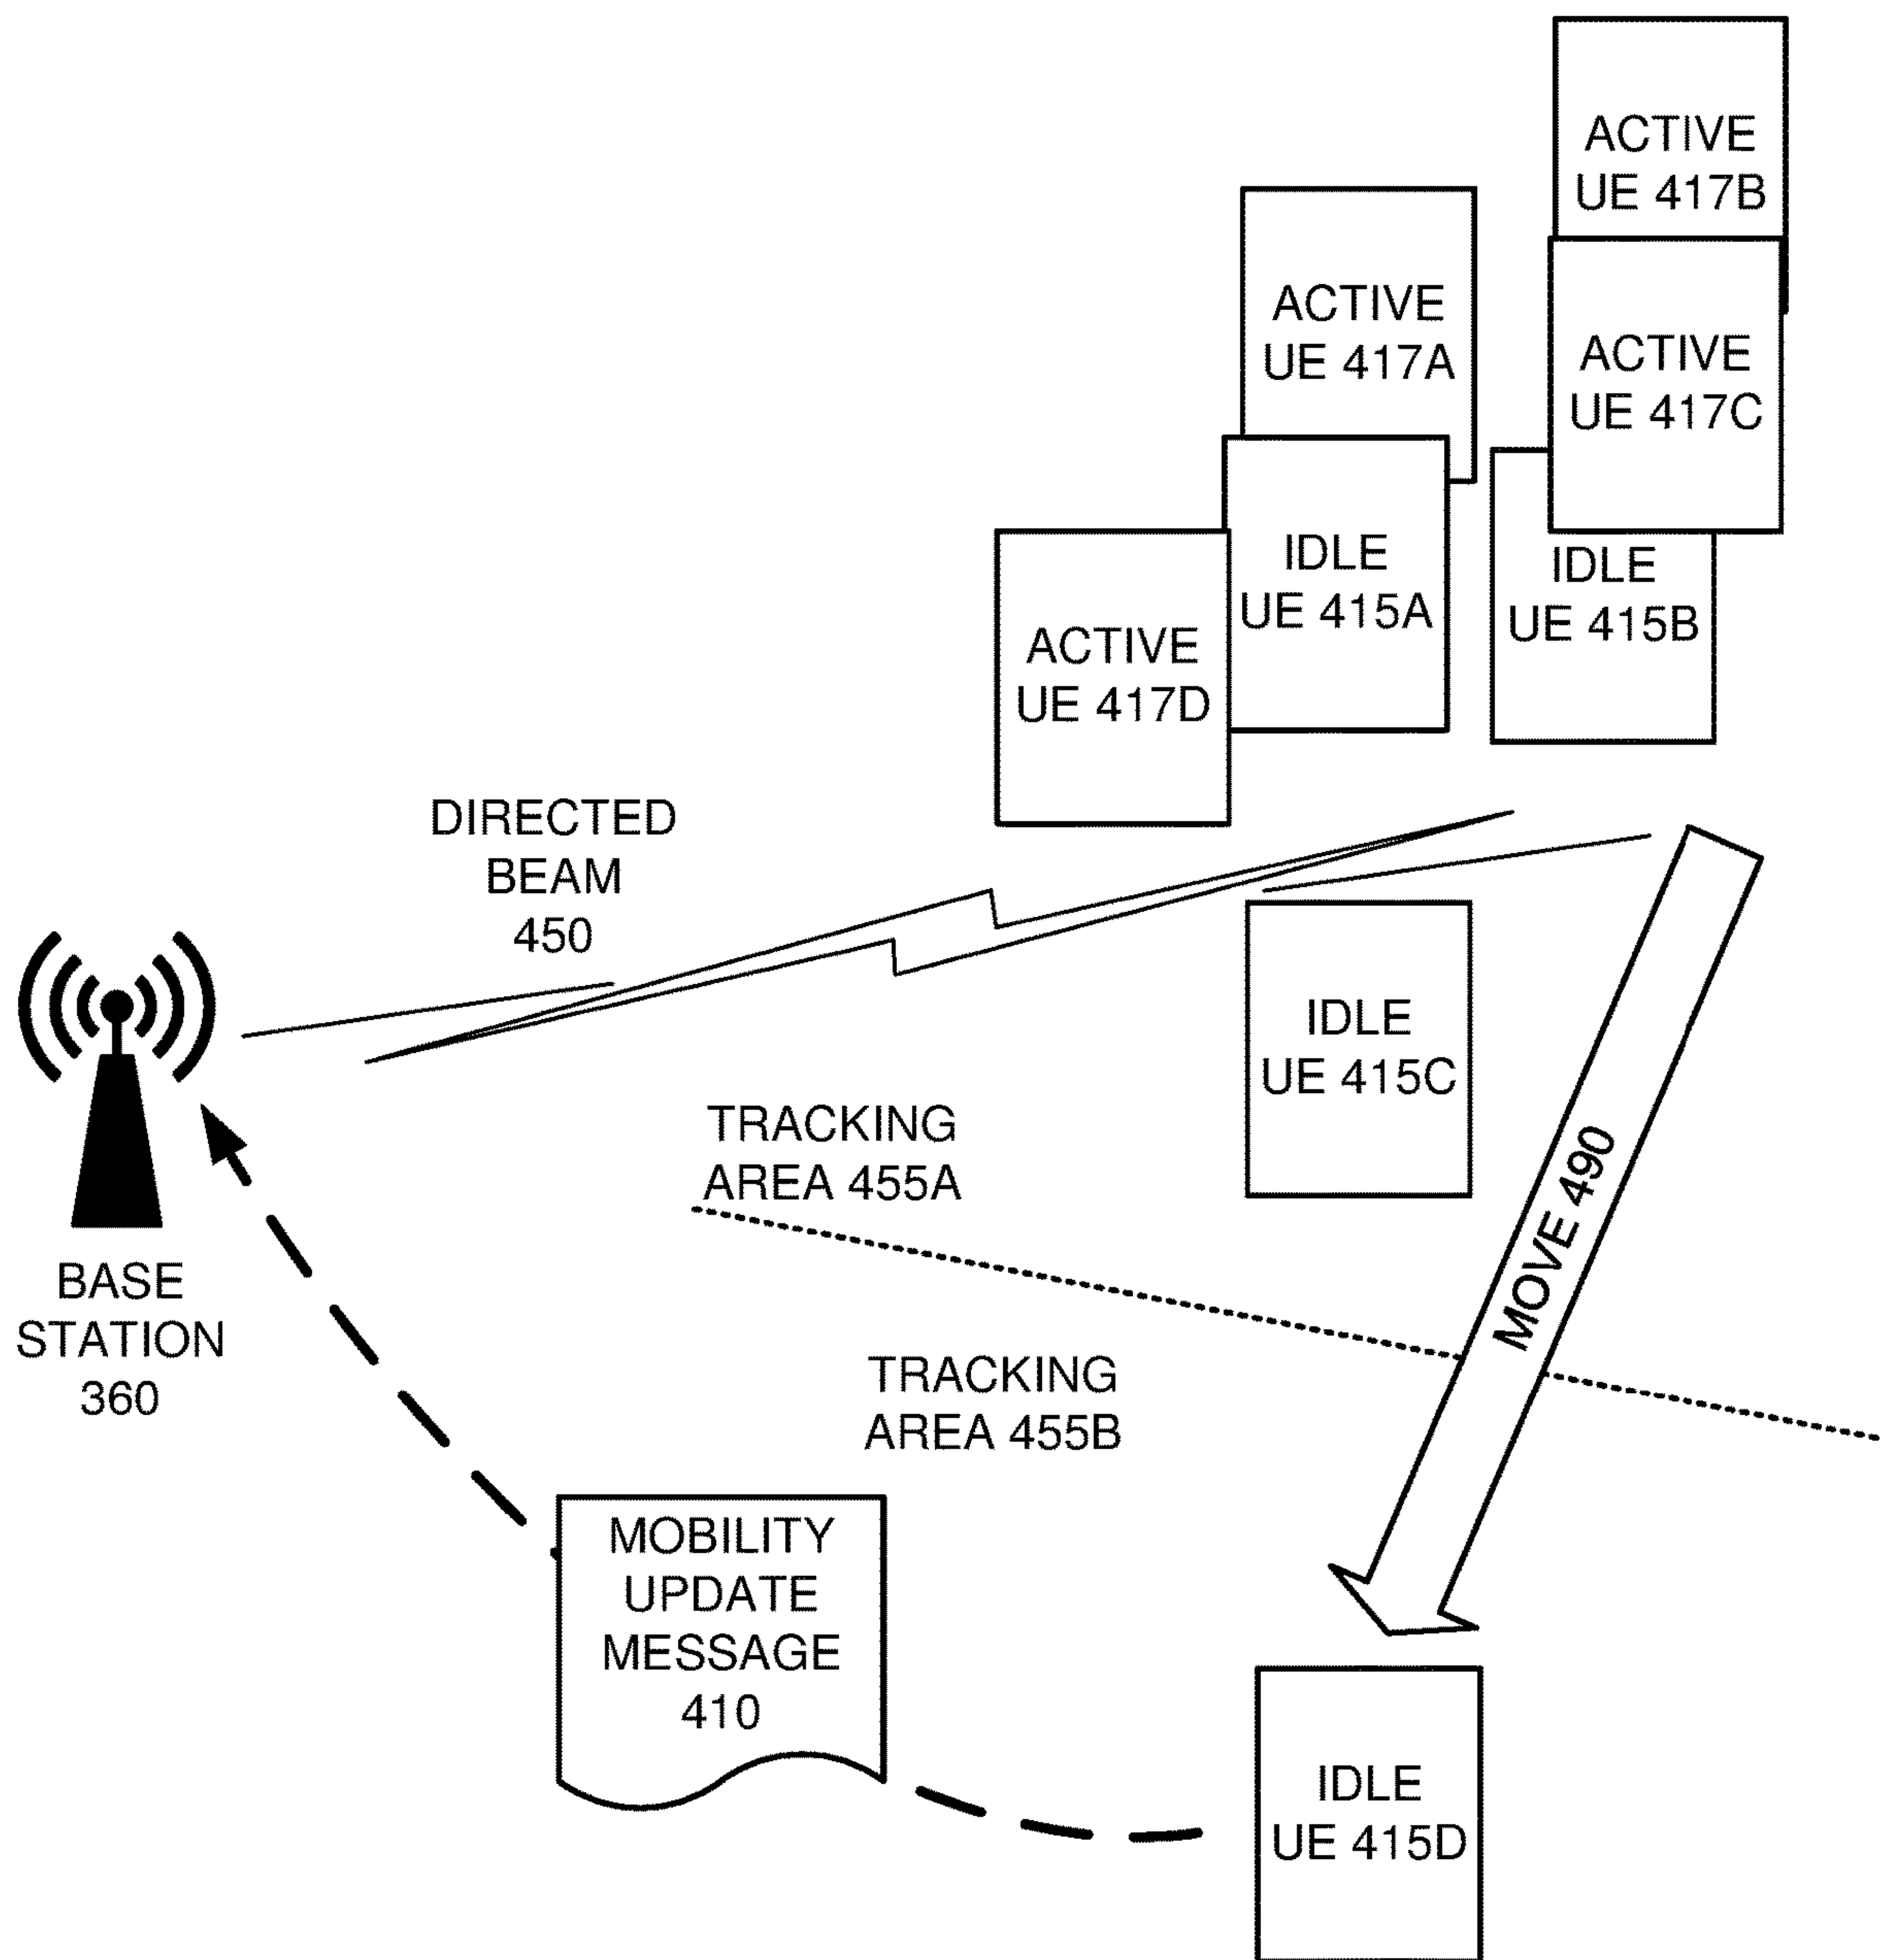 ACTIVE
UE 417B
ACTIVE
UE 417A
ACTIVE
UE 417C
IDLE
UE 415A
IDLE
UE 415B
ACTIVE
UE 417D
DIRECTED
BEAM
450
IDLE
UE 415C
TRACKING
AREA 455A
MOVE 490
BASE
STATION
360
TRACKING
AREA 455B
MOBILITY
UPDATE
MESSAGE
410
IDLE
UE 415D